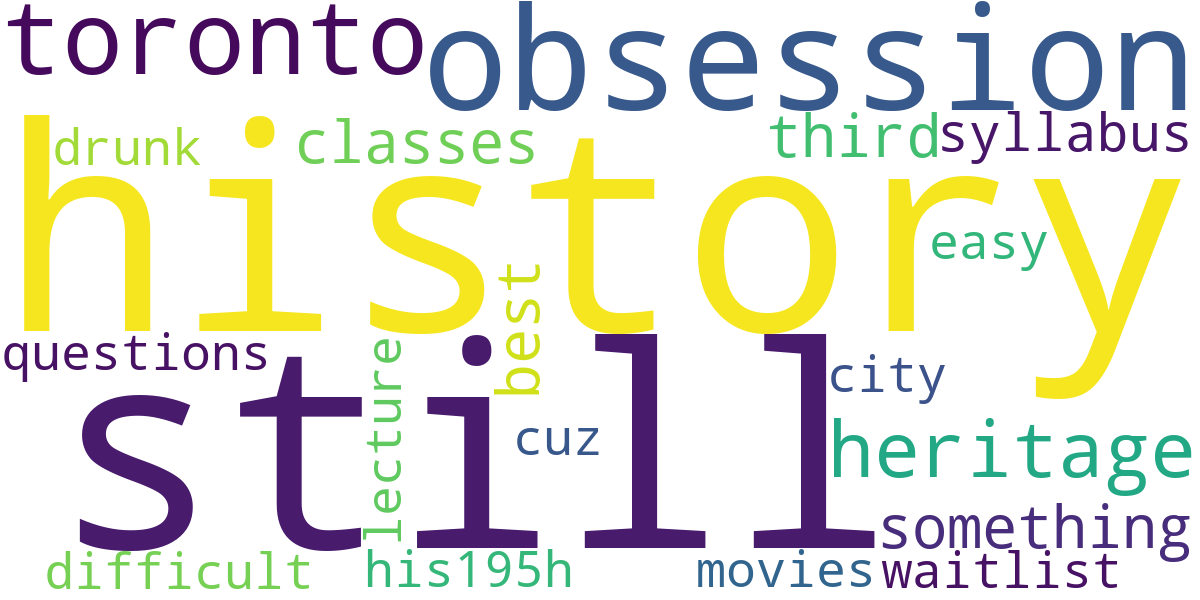 toronto
obsession
drunk
classes
third
syllabus
history
easy
best
questions
still
lecture
cuz
city
heritage
something
difficult
his195h
movies
waitlist